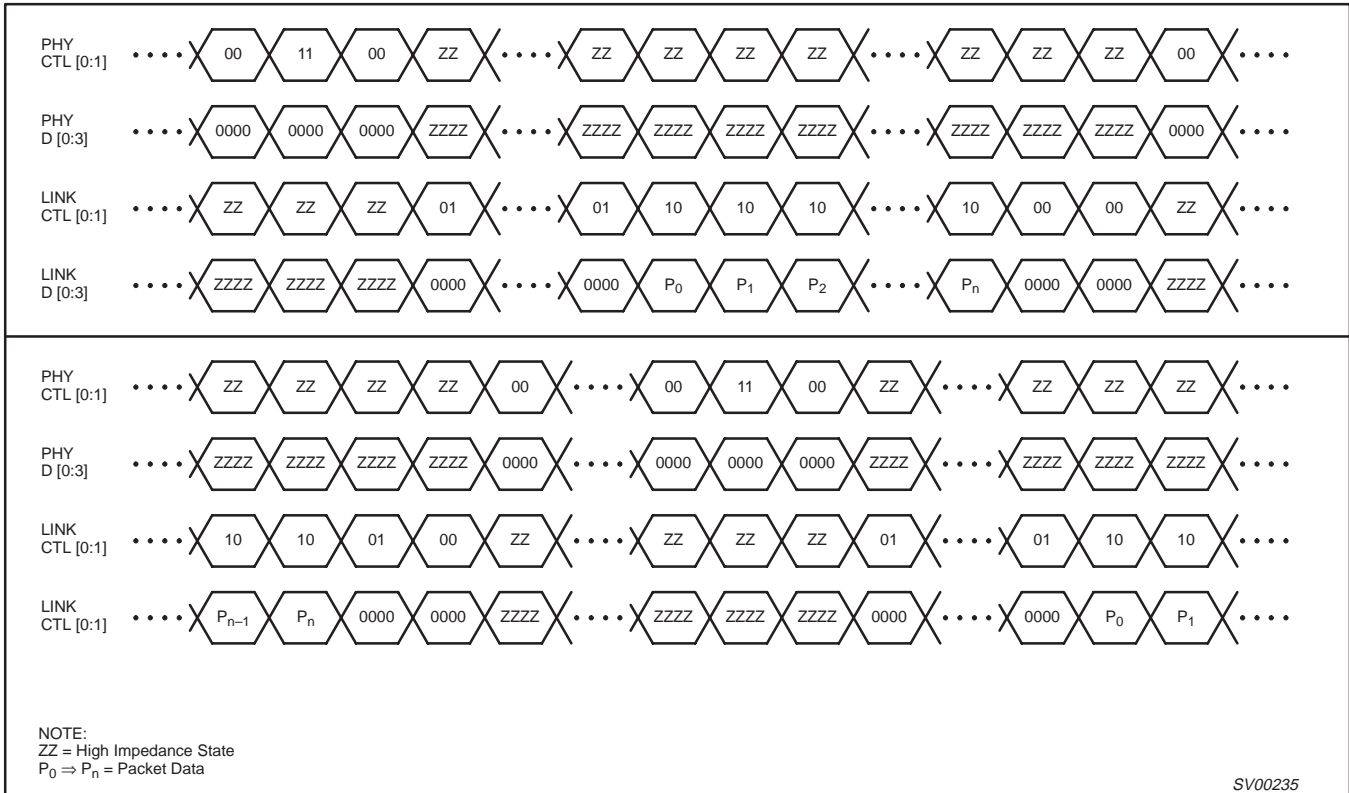 PHY
CTL [0:1] 00 11 00 ZZ ZZ ZZ ZZ ZZ ZZ ZZ ZZ 00
PHY
D [0:3] 0000 0000 0000 ZZZZ ZZZZ ZZZZ ZZZZ ZZZZ ZZZZ ZZZZ ZZZZ 0000
LINK
CTL [0:1] ZZ ZZ ZZ 01 01 10 10 10 10 00 00 ZZ
LINK
D [0:3] ZZZZ ZZZZ ZZZZ 0000 0000 P0 P1 P2 Pn 0000 0000 ZZZZ
PHY
CTL [0:1] ZZ ZZ ZZ ZZ 00 00 11 00 ZZ ZZ ZZ ZZ
PHY
D [0:3] ZZZZ ZZZZ ZZZZ ZZZZ 0000 0000 0000 0000 ZZZZ ZZZZ ZZZZ ZZZZ
LINK
CTL [0:1] 10 10 01 00 ZZ ZZ ZZ ZZ 01 01 10 10
LINK
CTL [0:1] Pn–1 Pn 0000 0000 ZZZZ ZZZZ ZZZZ ZZZZ 0000 0000 P0 P1
NOTE:
ZZ = High Impedance State
P0 ⇒ Pn = Packet Data
SV00235